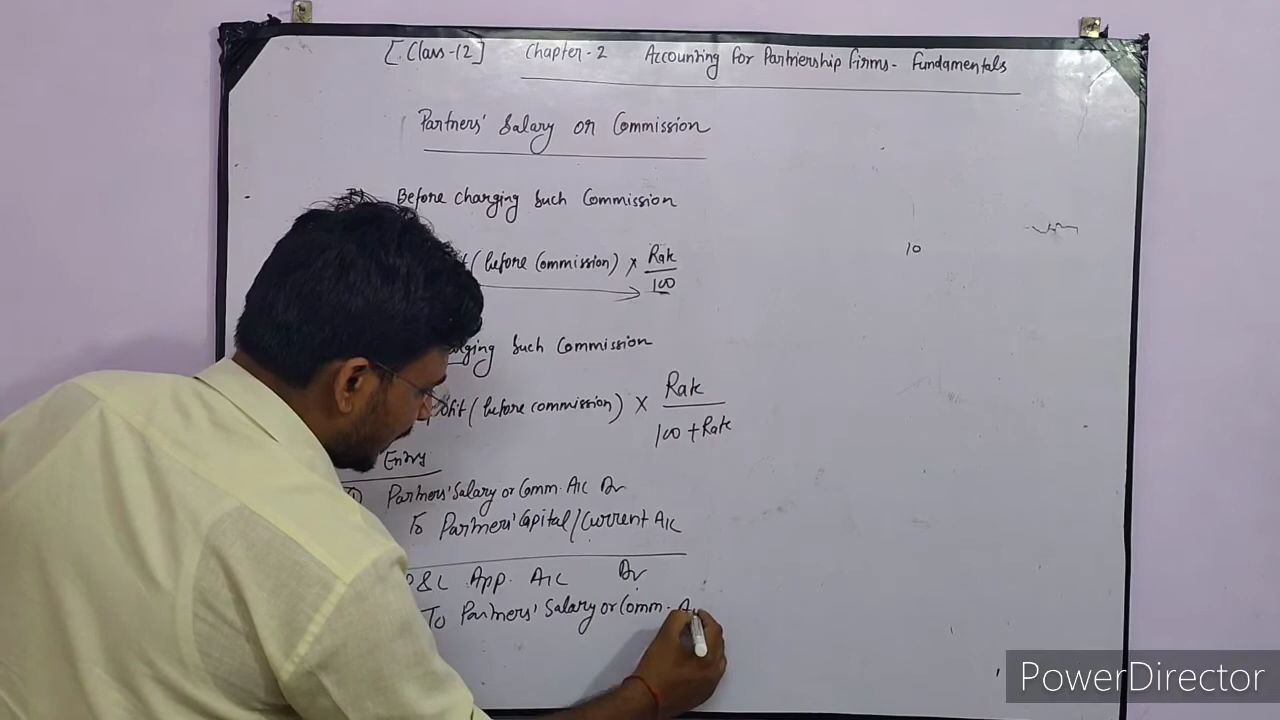 [Class-12] Chapter-2 Accounting for Partnership firms- Fundamentals
Partners' Salary or Commission
Before charging Such Commission
(before Commission) × Rate
100
10
Such Commission
(before commission) × Rate
100 + Rate
Entry
Partners' Salary or Comm. A/c Dr
To Partners' Capital/Current A/c
P&L App. A/c Dr
To Partners' Salary or Comm.
PowerDirector